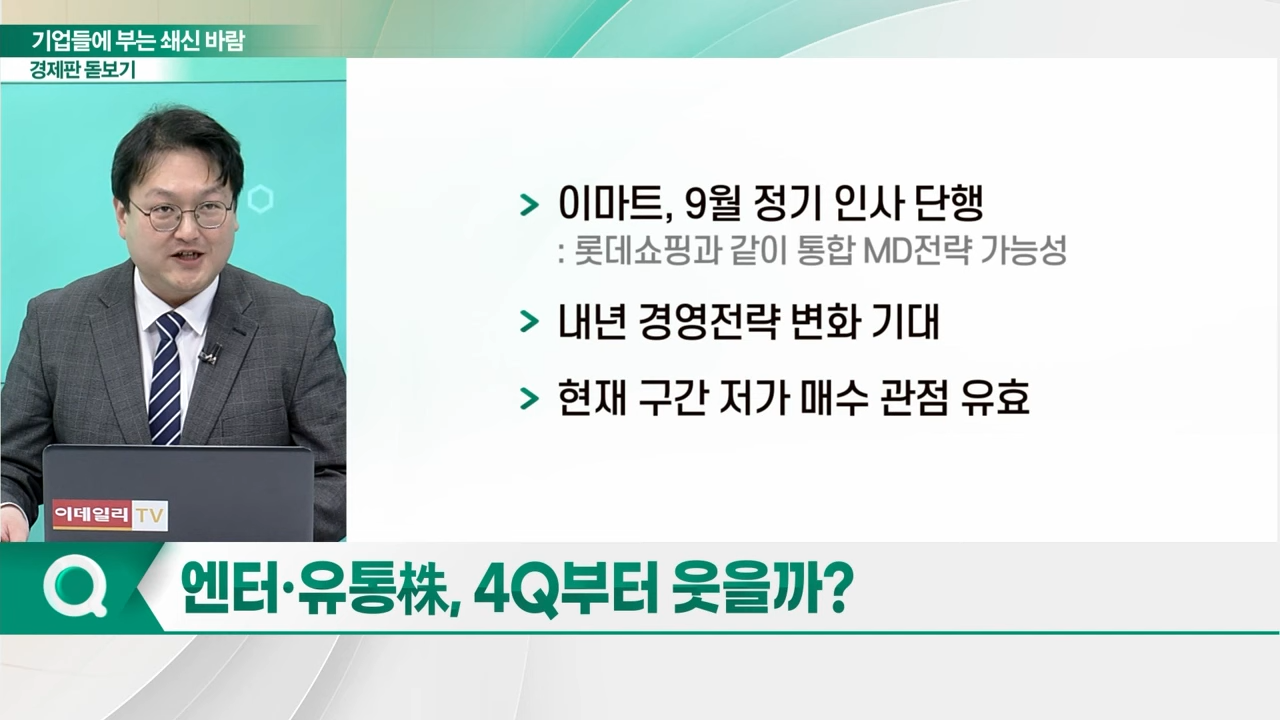 기업들에 부는 쇄신 바람
경제판 돋보기
> 이마트, 9월 정기 인사 단행
: 롯데쇼핑과 같이 통합 MD전략 가능성
> 내년 경영전략 변화 기대
> 현재 구간 저가 매수 관점 유효
이데일리 TV
엔터·유통株, 4Q부터 웃을까?